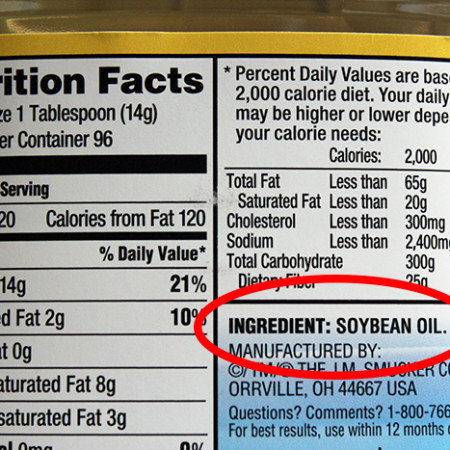 rition Facts
ze 1 Tablespoon (14g)
er Container 96
Serving
20 Calories from Fat 120
% Daily Value*
14g 21%
ed Fat 2g 10%
at 0g
aturated Fat 8g
saturated Fat 3g
ol 0mg 0%
* Percent Daily Values are bas
2,000 calorie diet. Your daily
may be higher or lower depe
your calorie needs:
Calories: 2,000
Total Fat Less than 65g
Saturated Fat Less than 20g
Cholesterol Less than 300mg
Sodium Less than 2,400mg
Total Carbohydrate 300g
Dietary Fiber 25g
INGREDIENT: SOYBEAN OIL.
MANUFACTURED BY:
©/TM/® THE J.M. SMUCKER CO
ORRVILLE, OH 44667 USA
Questions? Comments? 1-800-766
For best results, use within 12 months o